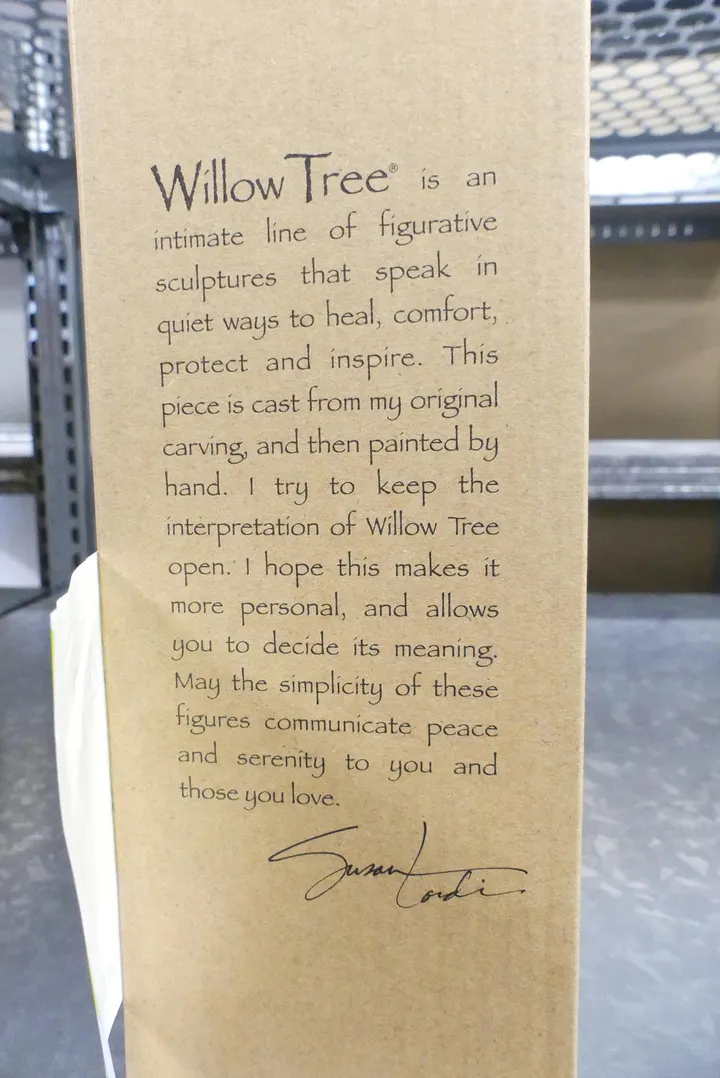 Willow Tree® is an
intimate line of figurative
sculptures that speak in
quiet ways to heal, comfort,
protect and inspire. This
piece is cast from my original
carving, and then painted by
hand. I try to keep the
interpretation of Willow Tree
open. I hope this makes it
more personal, and allows
you to decide its meaning.
May the simplicity of these
figures communicate peace
and serenity to you and
those you love.
Susan Lordi